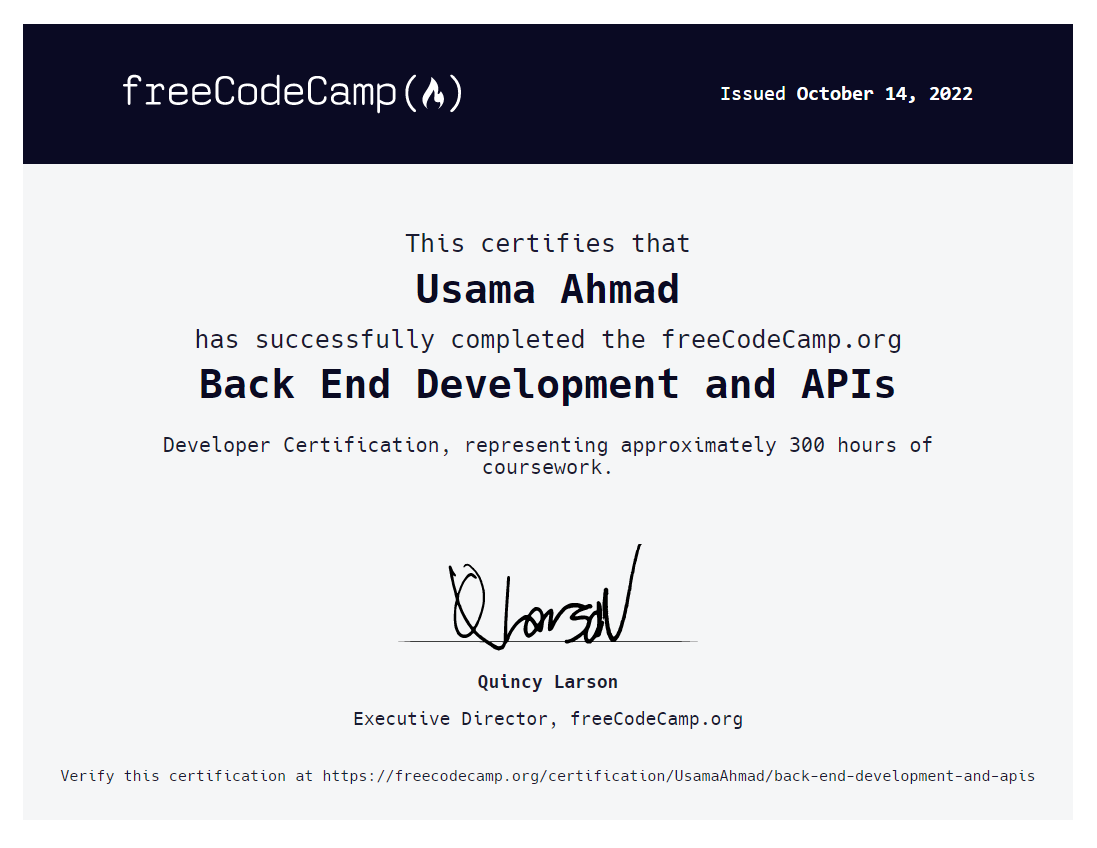 freeCodeCamp(🔥)
Issued October 14, 2022
This certifies that
Usama Ahmad
has successfully completed the freeCodeCamp.org
Back End Development and APIs
Developer Certification, representing approximately 300 hours of
coursework.
Q Larson
Quincy Larson
Executive Director, freeCodeCamp.org
Verify this certification at https://freecodecamp.org/certification/UsamaAhmad/back-end-development-and-apis